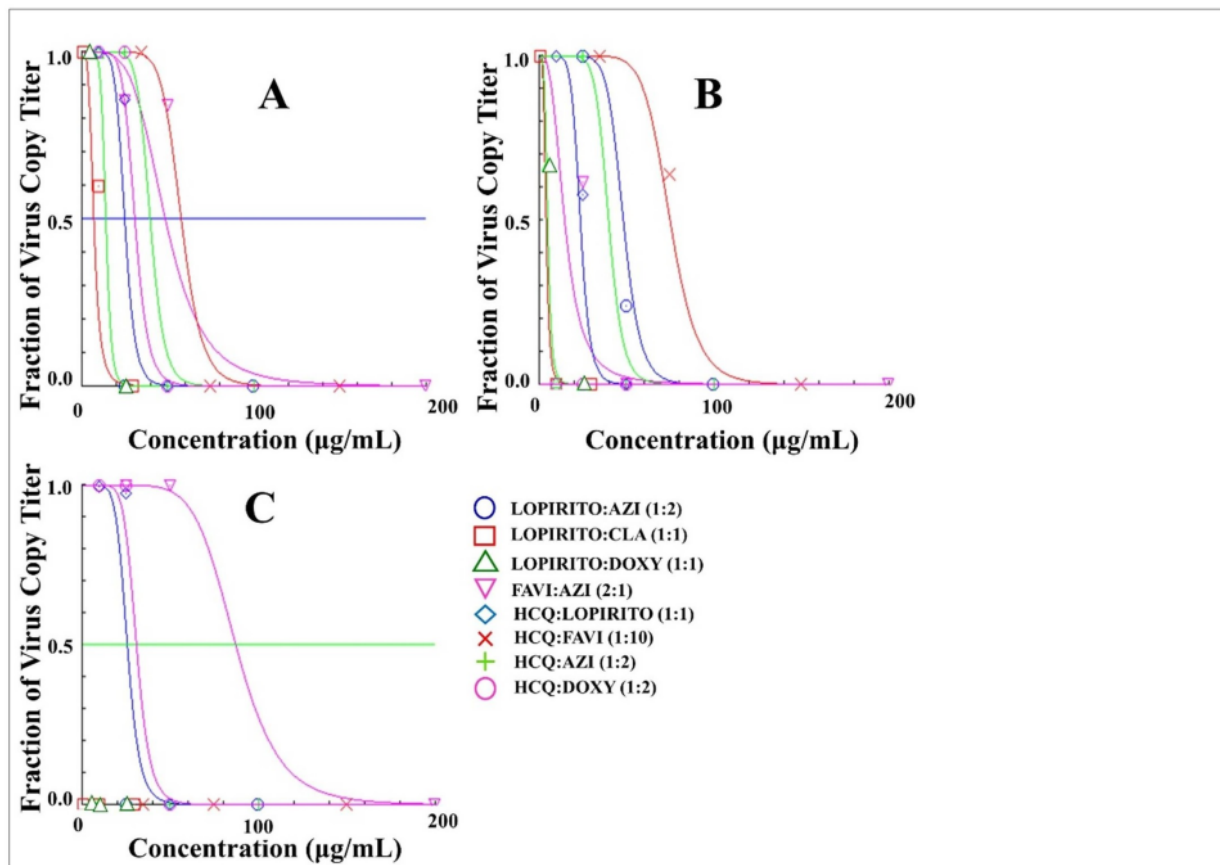 A
Fraction of Virus Copy Titer
1.0
0.5
0.0
0
100
200
Concentration (µg/mL)
B
Fraction of Virus Copy Titer
1.0
0.5
0.0
0
100
200
Concentration (µg/mL)
C
Fraction of Virus Copy Titer
1.0
0.5
0.0
0
100
200
Concentration (µg/mL)
LOPIRITO:AZI (1:2)
LOPIRITO:CLA (1:1)
LOPIRITO:DOXY (1:1)
FAVI:AZI (2:1)
HCQ:LOPIRITO (1:1)
HCQ:FAVI (1:10)
HCQ:AZI (1:2)
HCQ:DOXY (1:2)